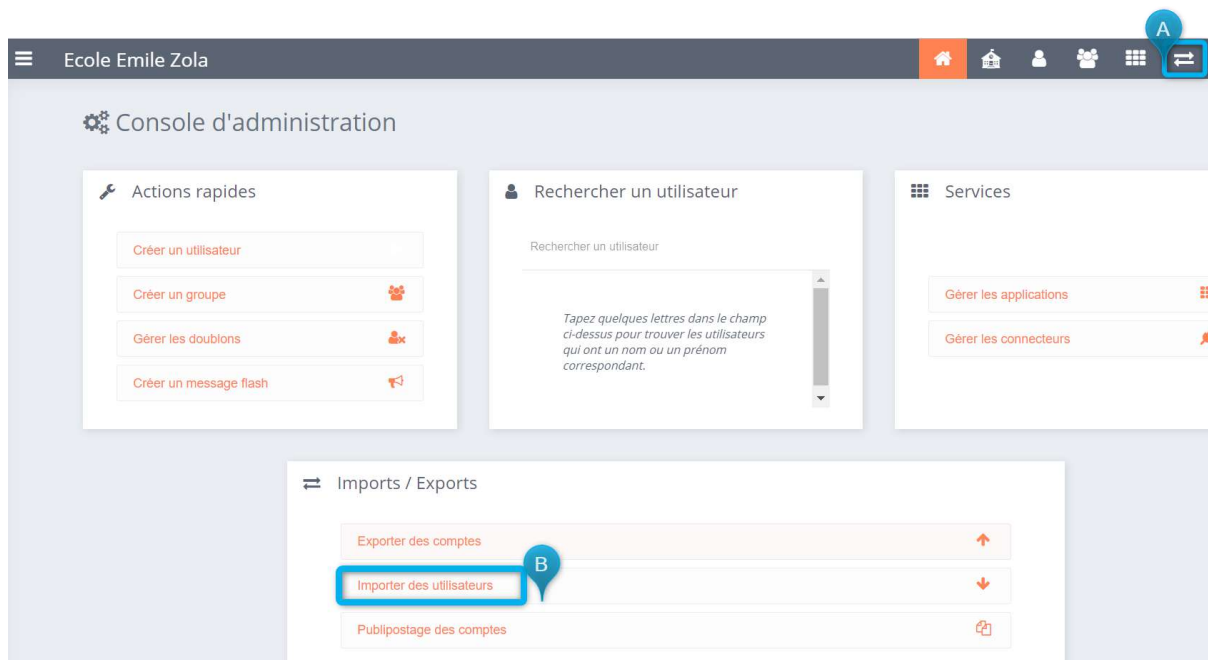 A
Ecole Emile Zola
Console d'administration
Actions rapides
Créer un utilisateur
Créer un groupe
Gérer les doublons
Créer un message flash
Rechercher un utilisateur
Rechercher un utilisateur
Tapez quelques lettres dans le champ
ci-dessus pour trouver les utilisateurs
qui ont un nom ou un prénom
correspondant.
Services
Gérer les applications
Gérer les connecteurs
Imports / Exports
Exporter des comptes
B
Importer des utilisateurs
Publipostage des comptes